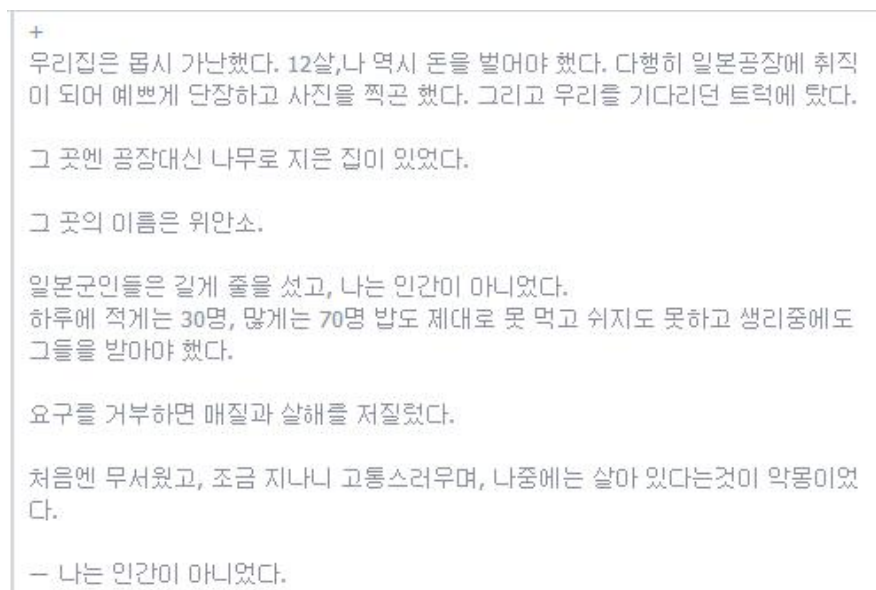 +
우리집은 몹시 가난했다. 12살,나 역시 돈을 벌어야 했다. 다행히 일본공장에 취직
이 되어 예쁘게 단장하고 사진을 찍곤 했다. 그리고 우리를 기다리던 트럭에 탔다.
그 곳엔 공장대신 나무로 지은 집이 있었다.
그 곳의 이름은 위안소.
일본군인들은 길게 줄을 섰고, 나는 인간이 아니었다.
하루에 적게는 30명, 많게는 70명 밥도 제대로 못 먹고 쉬지도 못하고 생리중에도
그들을 받아야 했다.
요구를 거부하면 매질과 살해를 저질렀다.
처음엔 무서웠고, 조금 지나니 고통스러우며, 나중에는 살아 있다는것이 악몽이었
다.
― 나는 인간이 아니었다.